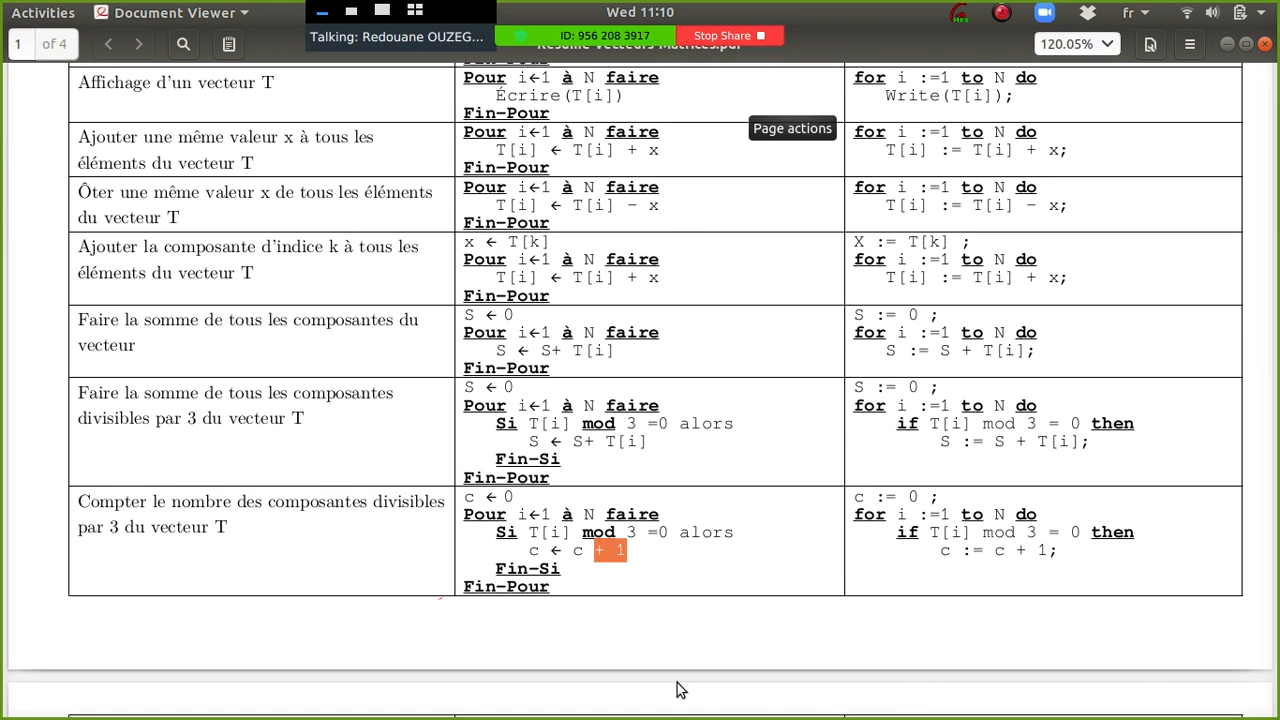 Activities Document Viewer Wed 11:10 fr
Talking: Redouane OUZEG... ID: 956 208 3917 Stop Share
1 of 4 Résumé Vecteurs Matrices.pdf 120.05%
Page actions
Fin-Pour
Affichage d'un vecteur T
Pour i←1 à N faire
Écrire(T[i])
Fin-Pour
for i :=1 to N do
Write(T[i]);
Ajouter une même valeur x à tous les
éléments du vecteur T
Pour i←1 à N faire
T[i] ← T[i] + x
Fin-Pour
for i :=1 to N do
T[i] := T[i] + x;
Ôter une même valeur x de tous les éléments
du vecteur T
Pour i←1 à N faire
T[i] ← T[i] – x
Fin-Pour
for i :=1 to N do
T[i] := T[i] – x;
Ajouter la composante d'indice k à tous les
éléments du vecteur T
x ← T[k]
Pour i←1 à N faire
T[i] ← T[i] + x
Fin-Pour
X := T[k] ;
for i :=1 to N do
T[i] := T[i] + x;
Faire la somme de tous les composantes du
vecteur
S ← 0
Pour i←1 à N faire
S ← S+ T[i]
Fin-Pour
S := 0 ;
for i :=1 to N do
S := S + T[i];
Faire la somme de tous les composantes
divisibles par 3 du vecteur T
S ← 0
Pour i←1 à N faire
Si T[i] mod 3 =0 alors
S ← S+ T[i]
Fin-Si
Fin-Pour
S := 0 ;
for i :=1 to N do
if T[i] mod 3 = 0 then
S := S + T[i];
Compter le nombre des composantes divisibles
par 3 du vecteur T
c ← 0
Pour i←1 à N faire
Si T[i] mod 3 =0 alors
c ← c + 1
Fin-Si
Fin-Pour
c := 0 ;
for i :=1 to N do
if T[i] mod 3 = 0 then
c := c + 1;